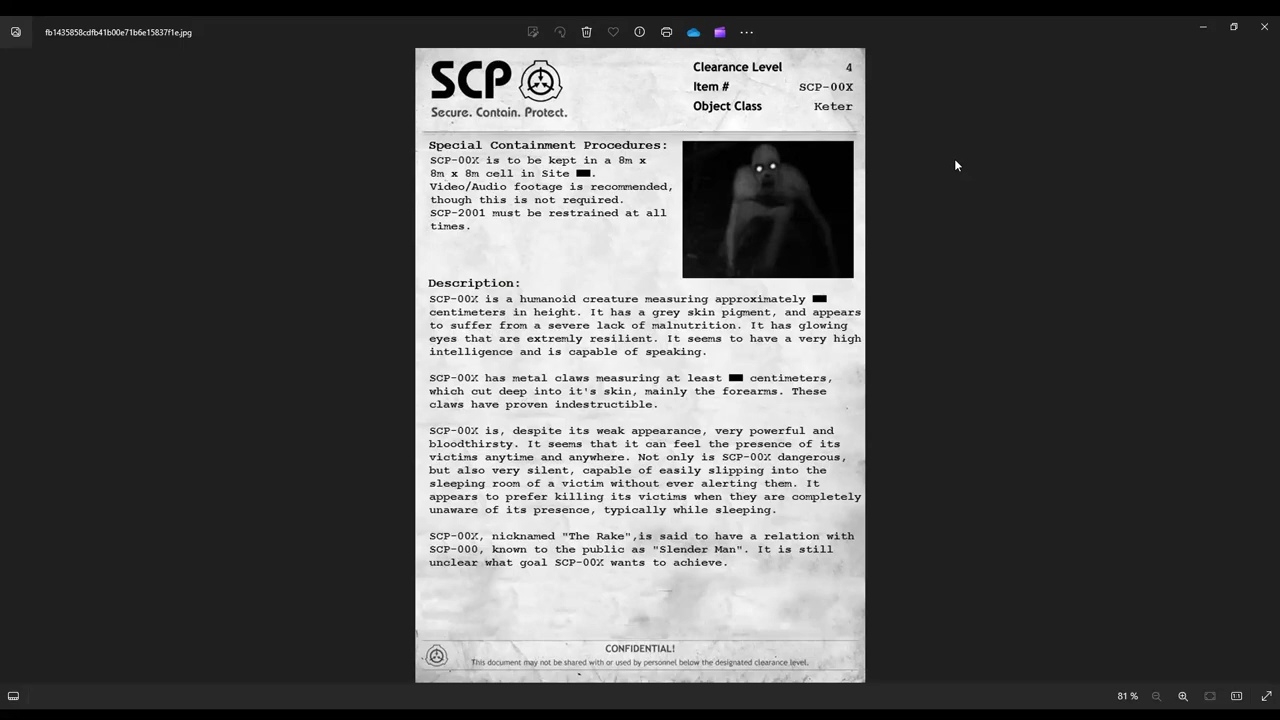 fb1435858cdfb41b00e71b6e15837f1e.jpg
SCP
Secure. Contain. Protect.
Clearance Level 4
Item # SCP-00X
Object Class Keter
Special Containment Procedures:
SCP-00X is to be kept in a 8m x
8m x 8m cell in Site ██.
Video/Audio footage is recommended,
though this is not required.
SCP-2001 must be restrained at all
times.
Description:
SCP-00X is a humanoid creature measuring approximately ██
centimeters in height. It has a grey skin pigment, and appears
to suffer from a severe lack of malnutrition. It has glowing
eyes that are extremly resilient. It seems to have a very high
intelligence and is capable of speaking.
SCP-00X has metal claws measuring at least ██ centimeters,
which cut deep into it's skin, mainly the forearms. These
claws have proven indestructible.
SCP-00X is, despite its weak appearance, very powerful and
bloodthirsty. It seems that it can feel the presence of its
victims anytime and anywhere. Not only is SCP-00X dangerous,
but also very silent, capable of easily slipping into the
sleeping room of a victim without ever alerting them. It
appears to prefer killing its victims when they are completely
unaware of its presence, typically while sleeping.
SCP-00X, nicknamed "The Rake",is said to have a relation with
SCP-000, known to the public as "Slender Man". It is still
unclear what goal SCP-00X wants to achieve.
CONFIDENTIAL!
This document may not be shared with or used by personnel below the designated clearance level.
81 %